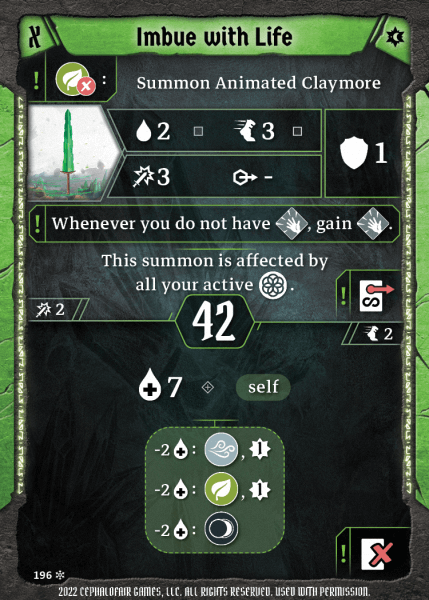 Imbue with Life
! :
Summon Animated Claymore
2 3
1
3 -
! Whenever you do not have , gain .
This summon is affected by
all your active .
!
2
42
2
7 self
-2 : , 1
-2 : , 1
-2 :
!
196
2022 CEPHALOFAIR GAMES, LLC. ALL RIGHTS RESERVED. USED WITH PERMISSION.